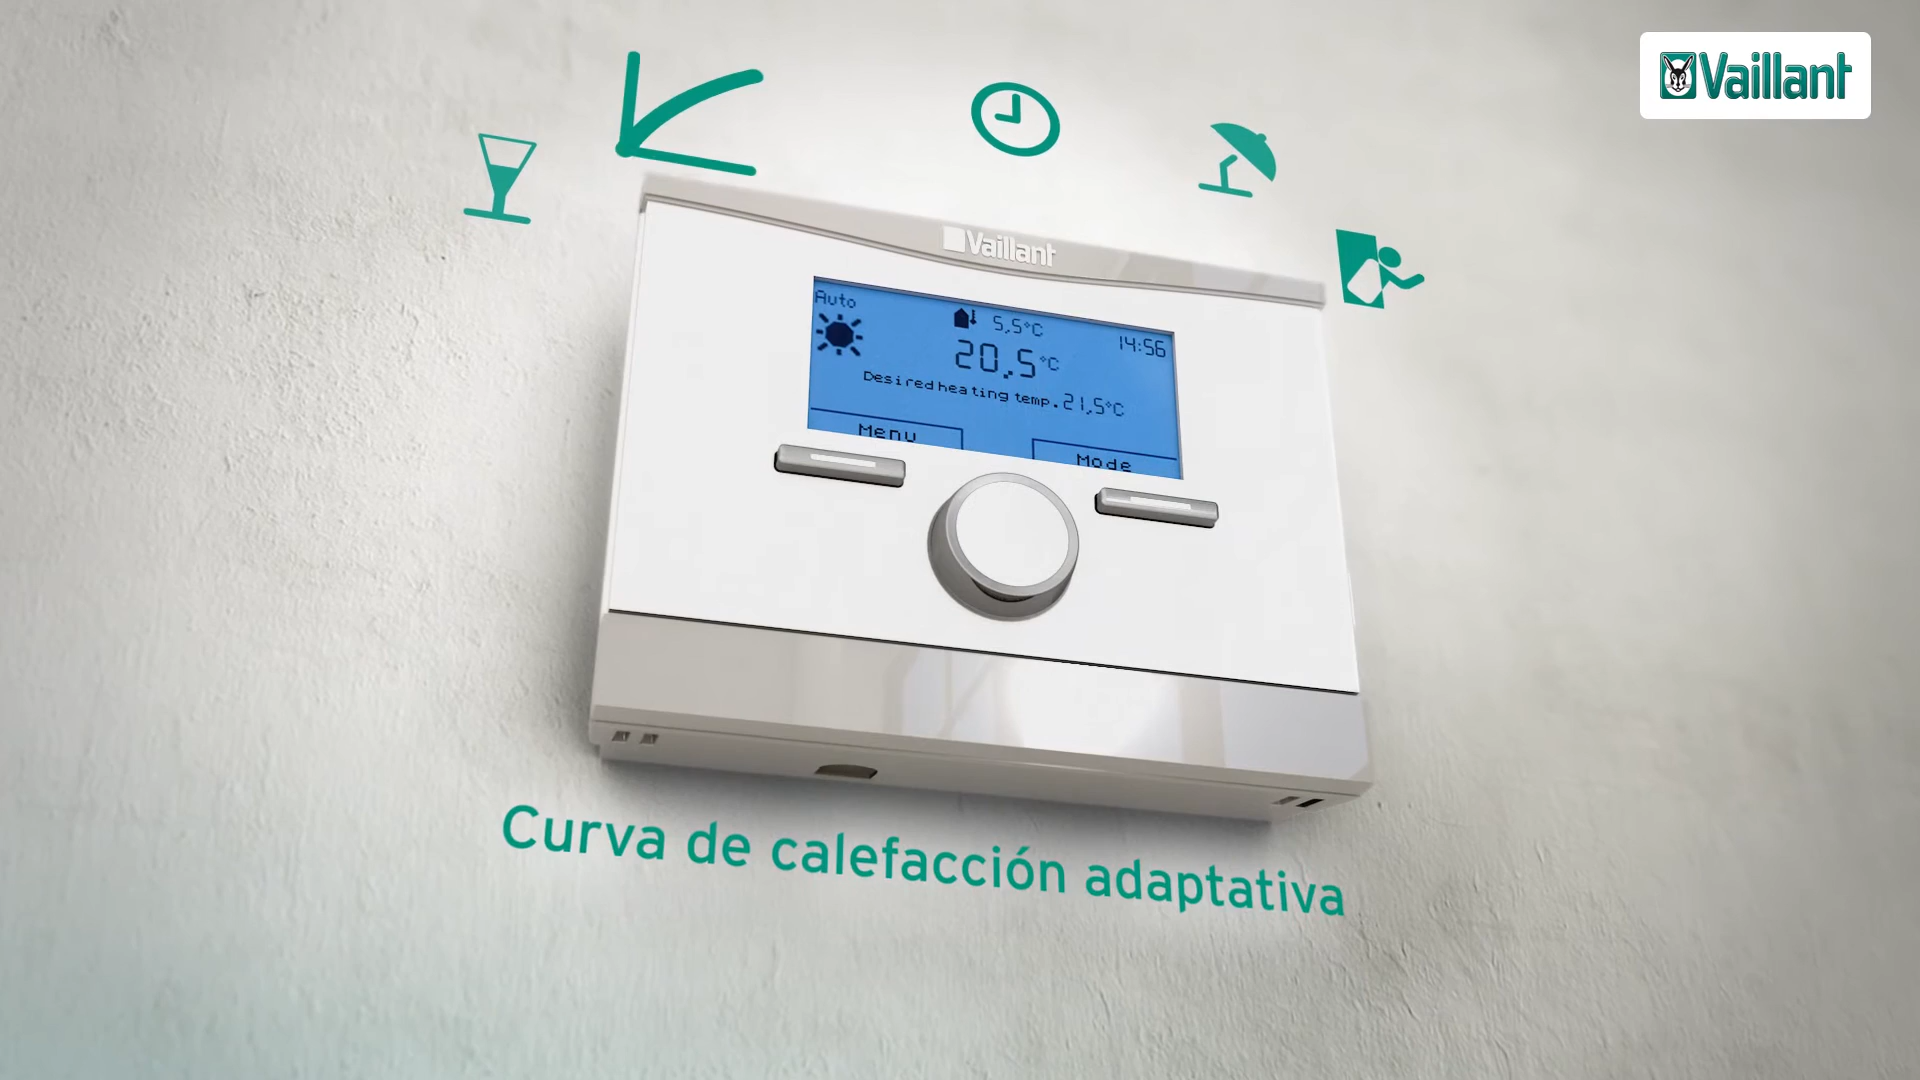 Vaillant
Vaillant
Auto
5,5°C
14:56
20,5°C
Desired heating temp. 21,5°C
Menu
Mode
Curva de calefacción adaptativa